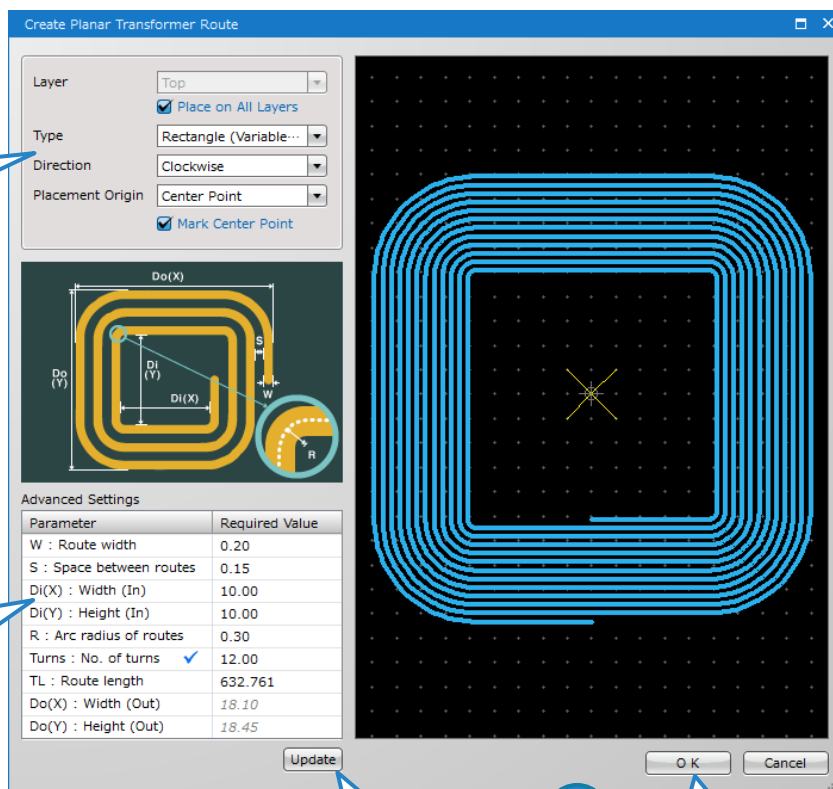 Create Planar Transformer Route
Layer Top
Place on All Layers
Type Rectangle (Variable···
Direction Clockwise
Placement Origin Center Point
Mark Center Point
Do(X)
S
Do
(Y)
Di
(Y)
Di(X)
W
R
Advanced Settings
Parameter Required Value
W : Route width 0.20
S : Space between routes 0.15
Di(X) : Width (In) 10.00
Di(Y) : Height (In) 10.00
R : Arc radius of routes 0.30
Turns : No. of turns 12.00
TL : Route length 632.761
Do(X) : Width (Out) 18.10
Do(Y) : Height (Out) 18.45
Update
O K
Cancel